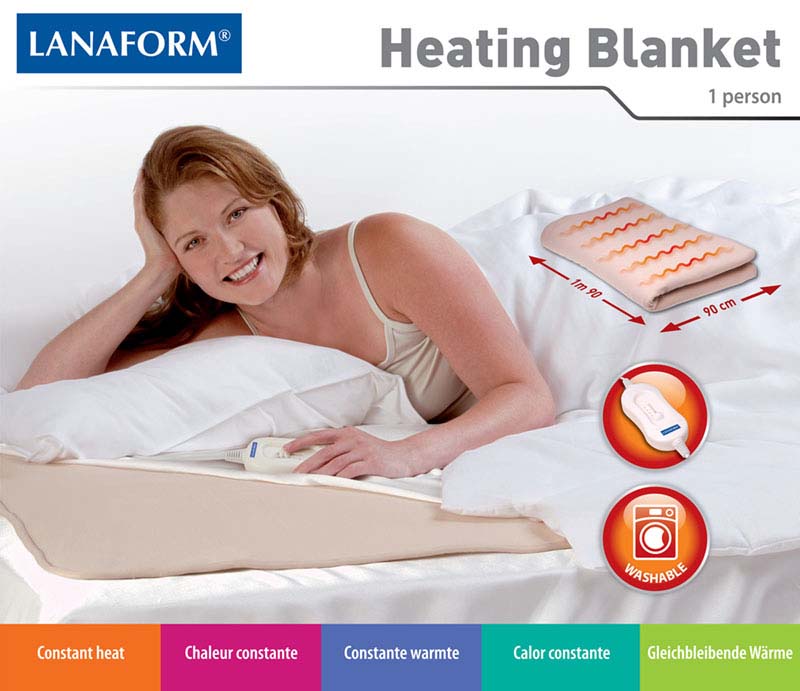 LANAFORM®
Heating Blanket
1 person
1m 90
90 cm
LANAFORM
WASHABLE
Constant heat
Chaleur constante
Constante warmte
Calor constante
Gleichbleibende Wärme